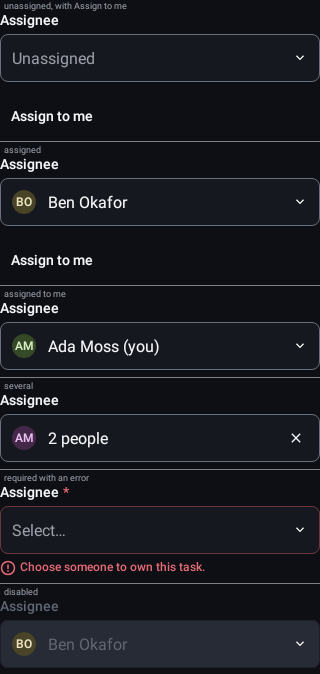 unassigned, with Assign to me
Assignee
Unassigned
Assign to me
assigned
Assignee
BO Ben Okafor
Assign to me
assigned to me
Assignee
AM Ada Moss (you)
several
Assignee
AM 2 people
required with an error
Assignee *
Select…
Choose someone to own this task.
disabled
Assignee
BO Ben Okafor